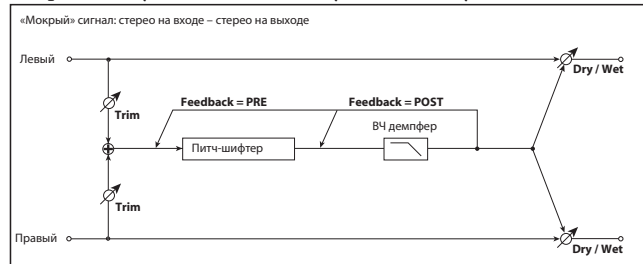 «Мокрый» сигнал: стерео на входе – стерео на выходе
Левый
Dry / Wet
Trim
Feedback = PRE
Feedback = POST
ВЧ демпфер
Питч-шифтер
Trim
Правый
Dry / Wet